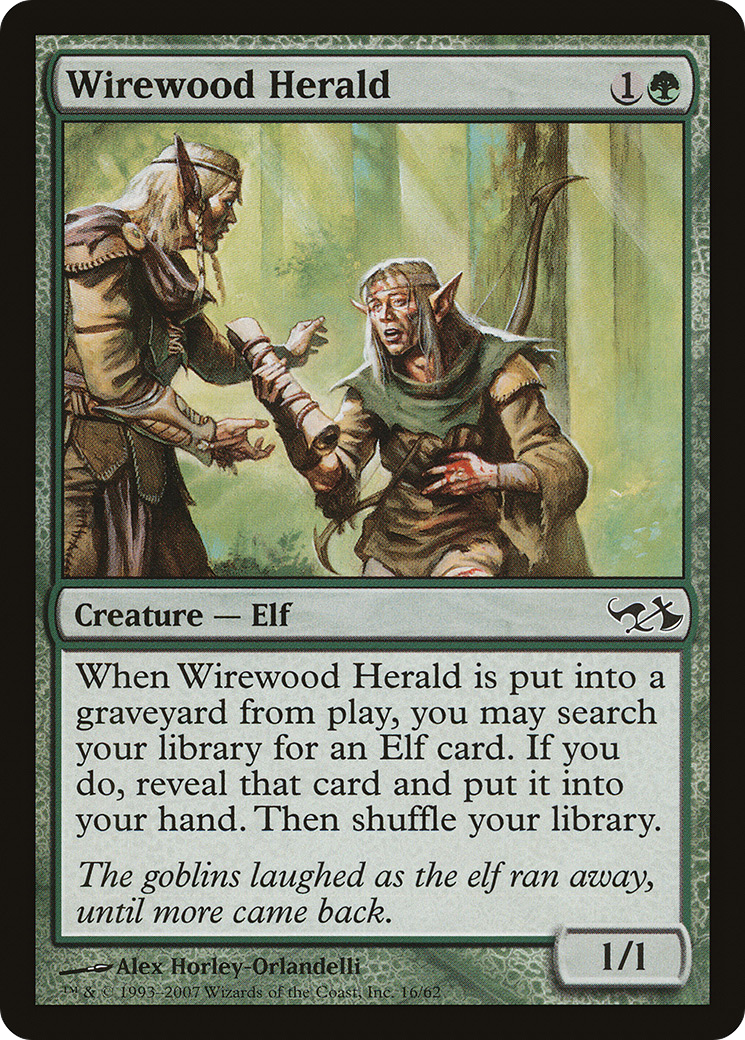 Wirewood Herald 1
Creature — Elf
When Wirewood Herald is put into a
graveyard from play, you may search
your library for an Elf card. If you
do, reveal that card and put it into
your hand. Then shuffle your library.
The goblins laughed as the elf ran away,
until more came back.
1/1
Alex Horley-Orlandelli
™ & © 1993–2007 Wizards of the Coast, Inc. 16/62